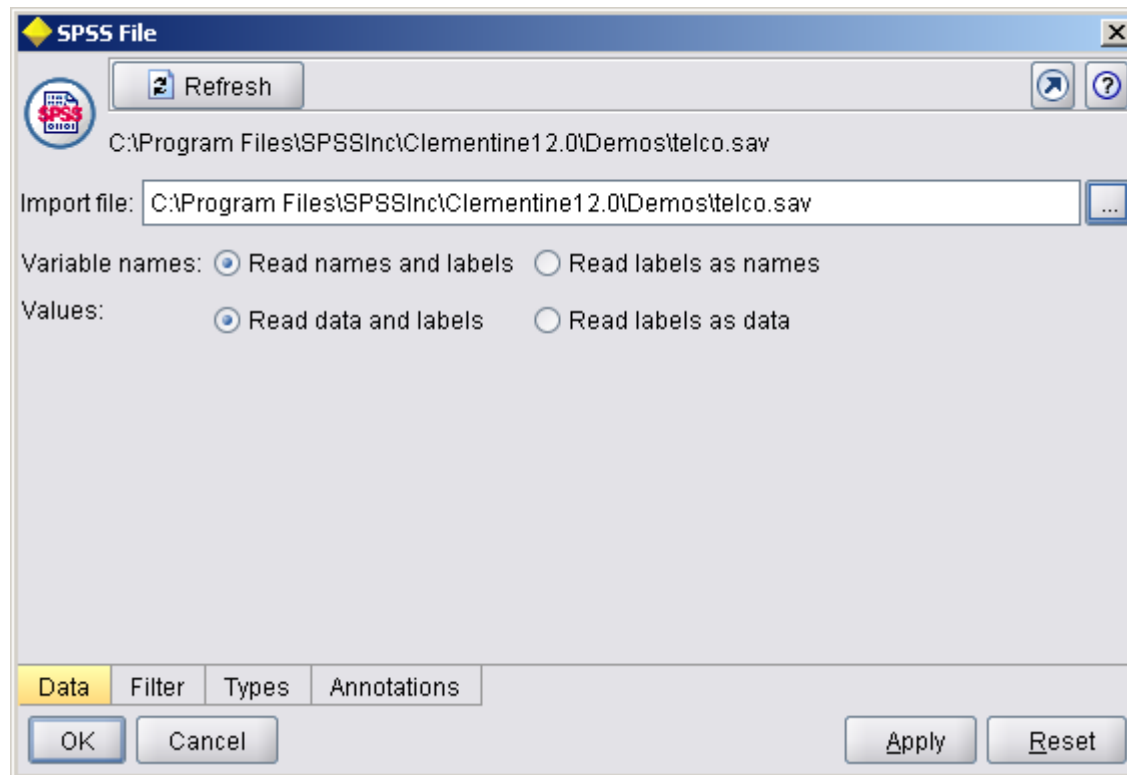 SPSS File
Refresh
SPSS
C:\Program Files\SPSSInc\Clementine12.0\Demos\telco.sav
Import file: C:\Program Files\SPSSInc\Clementine12.0\Demos\telco.sav ...
Variable names: Read names and labels Read labels as names
Values: Read data and labels Read labels as data
Data Filter Types Annotations
OK Cancel Apply Reset